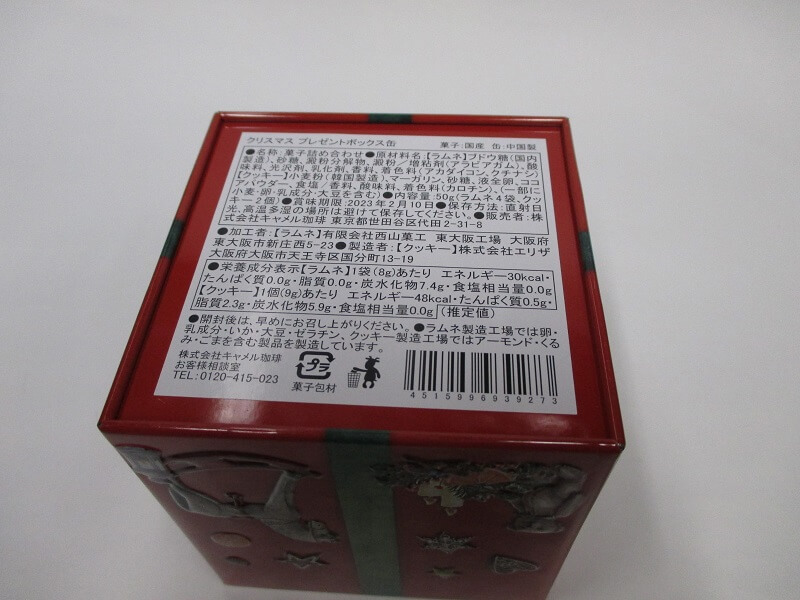 クリスマス プレゼントボックス缶 菓子:国産 缶:中国製
●名称:菓子詰め合わせ●原材料名:【ラムネ】ブドウ糖(国内
製造)、砂糖、澱粉分解物、澱粉/増粘剤(アラビアガム)、酸
味料、光沢剤、乳化剤、香料、着色料(アカダイコン、クチナシ)
【クッキー】小麦粉(韓国製造)、マーガリン、砂糖、液全卵、ココ
アパウダー、食塩/香料、酸味料、着色料(カロチン)、(一部に
小麦・卵・乳成分・大豆を含む)●内容量:50g(ラムネ4袋、クッ
キー2個)●賞味期限:2023年2月10日●保存方法:直射日
光、高温多湿の場所は避けて保存してください。●販売者:株
式会社キャメル珈琲 東京都世田谷区代田2-31-8
●加工者:【ラムネ】有限会社西山菓工 東大阪工場 大阪府
東大阪市新庄西5-23●製造者:【クッキー】株式会社エリザ
大阪府大阪市天王寺区国分町13-19
●栄養成分表示【ラムネ】1袋(8g)あたり エネルギー30kcal・
たんぱく質0.0g・脂質0.0g・炭水化物7.4g・食塩相当量0.0g
【クッキー】1個(9g)あたり エネルギー48kcal・たんぱく質0.5g・
脂質2.3g・炭水化物5.9g・食塩相当量0.0g (推定値)
●開封後は、早めにお召し上がりください。●ラムネ製造工場では卵・
乳成分・いか・大豆・ゼラチン、クッキー製造工場ではアーモンド・くる
み・ごまを含む製品を製造しています。
株式会社キャメル珈琲
お客様相談室
TEL:0120-415-023
プラ
菓子包材
4515996939273